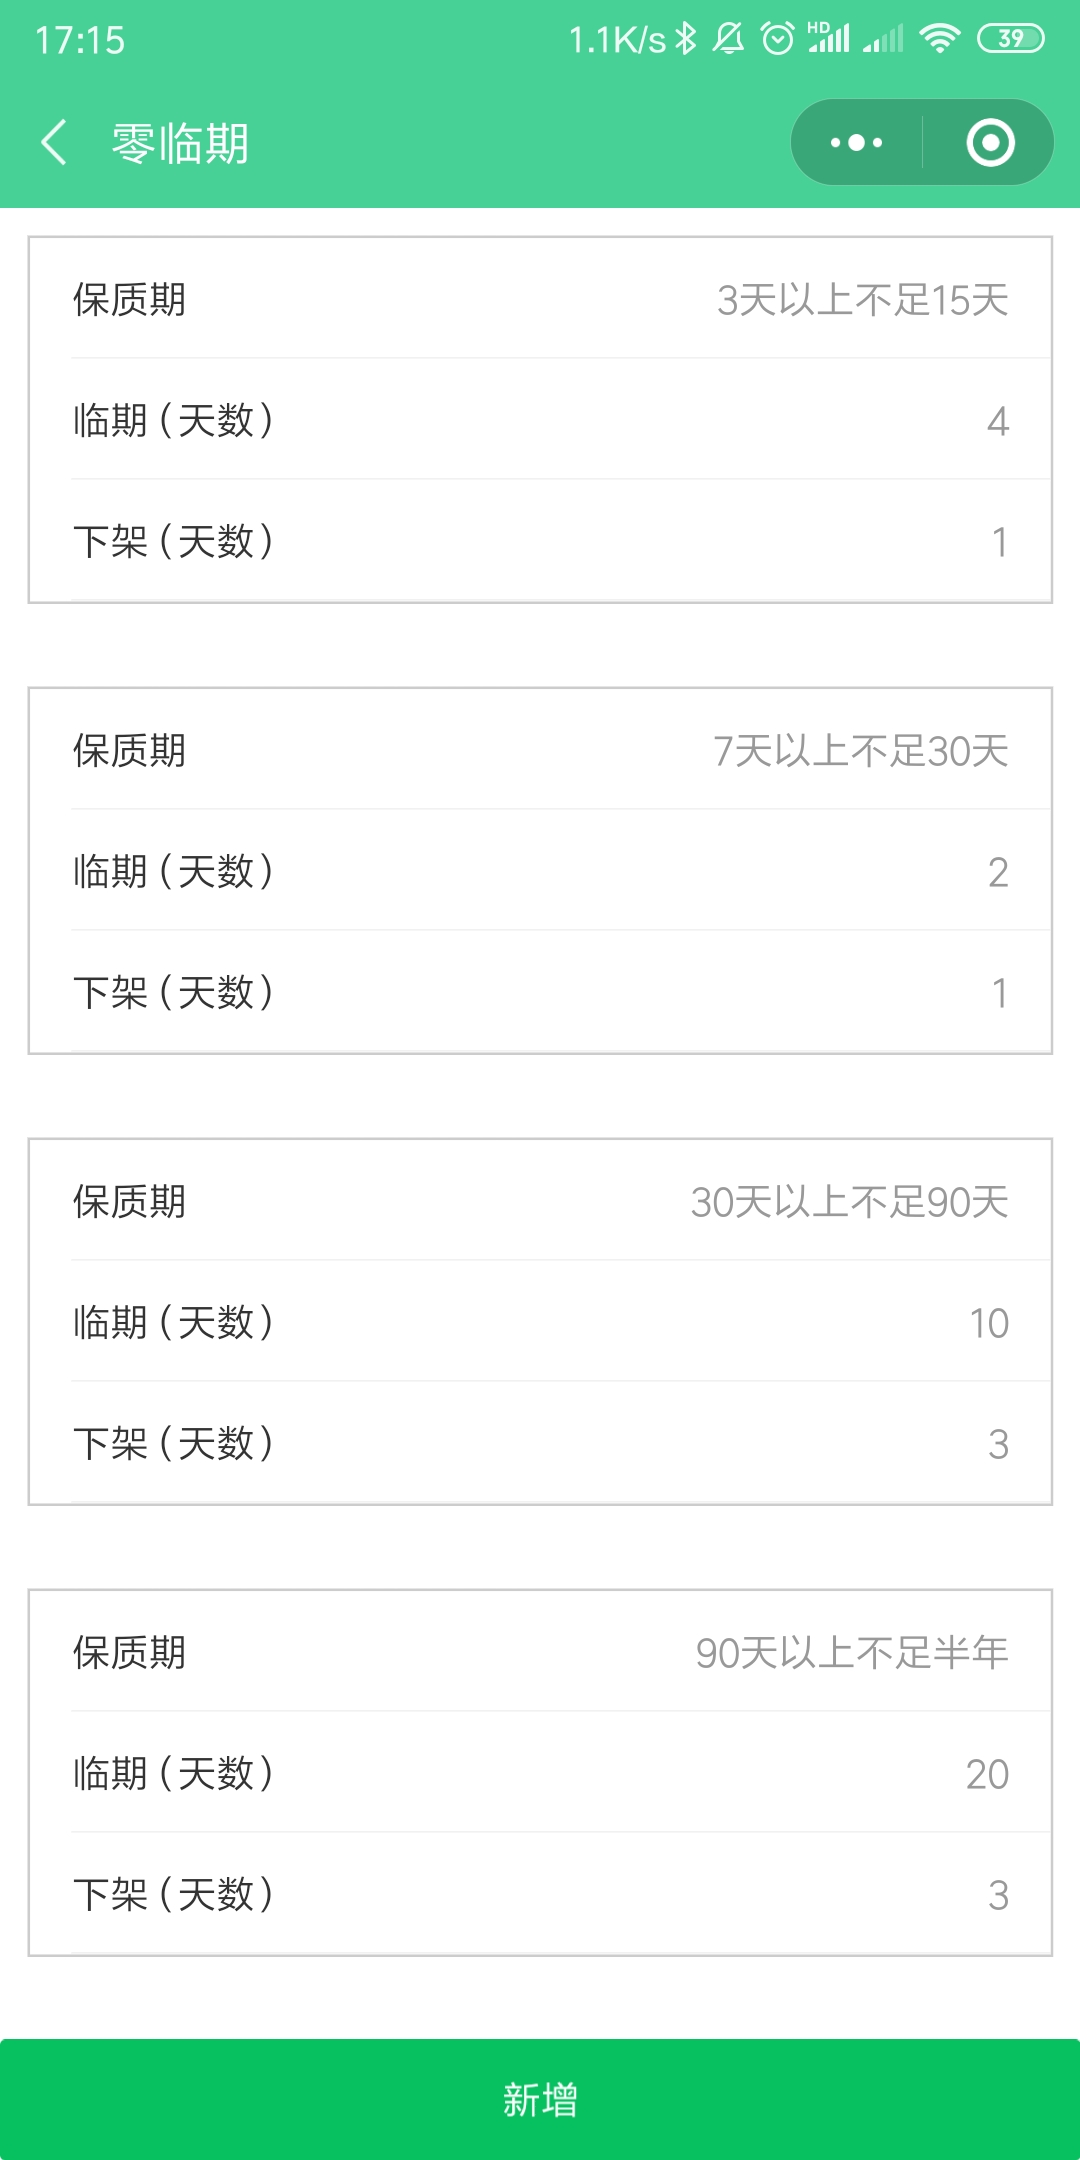 17:15 1.1K/s HD 39
零临期
保质期 3天以上不足15天
临期(天数) 4
下架(天数) 1
保质期 7天以上不足30天
临期(天数) 2
下架(天数) 1
保质期 30天以上不足90天
临期(天数) 10
下架(天数) 3
保质期 90天以上不足半年
临期(天数) 20
下架(天数) 3
新增